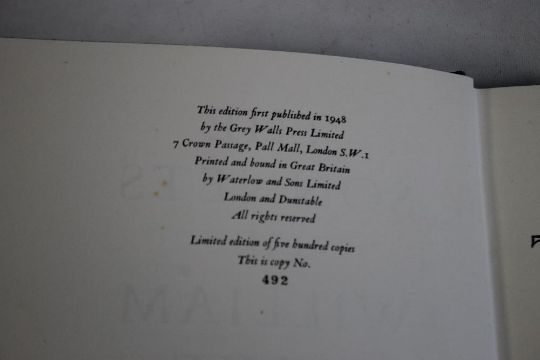 This edition first published in 1948
by the Grey Walls Press Limited
7 Crown Passage, Pall Mall, London S.W.1
Printed and bound in Great Britain
by Waterlow and Sons Limited
London and Dunstable
All rights reserved
Limited edition of five hundred copies
This is copy No.
492